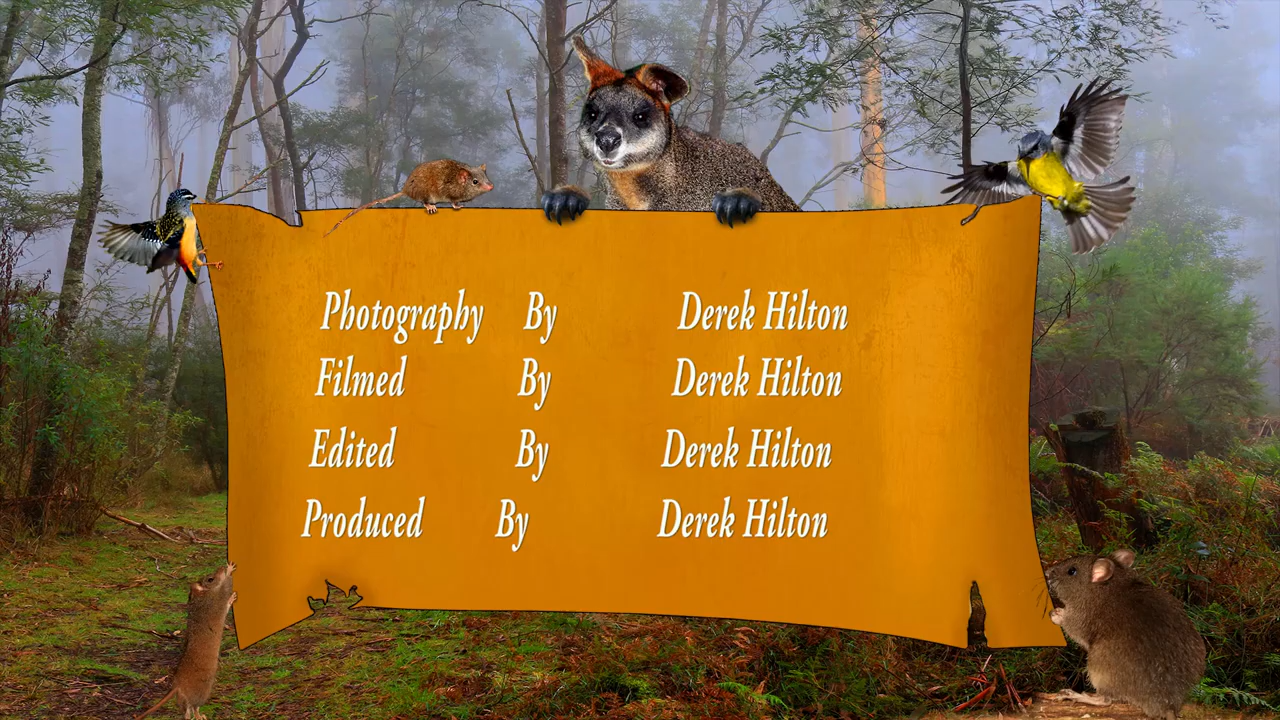 Photography By Derek Hilton
Filmed By Derek Hilton
Edited By Derek Hilton
Produced By Derek Hilton